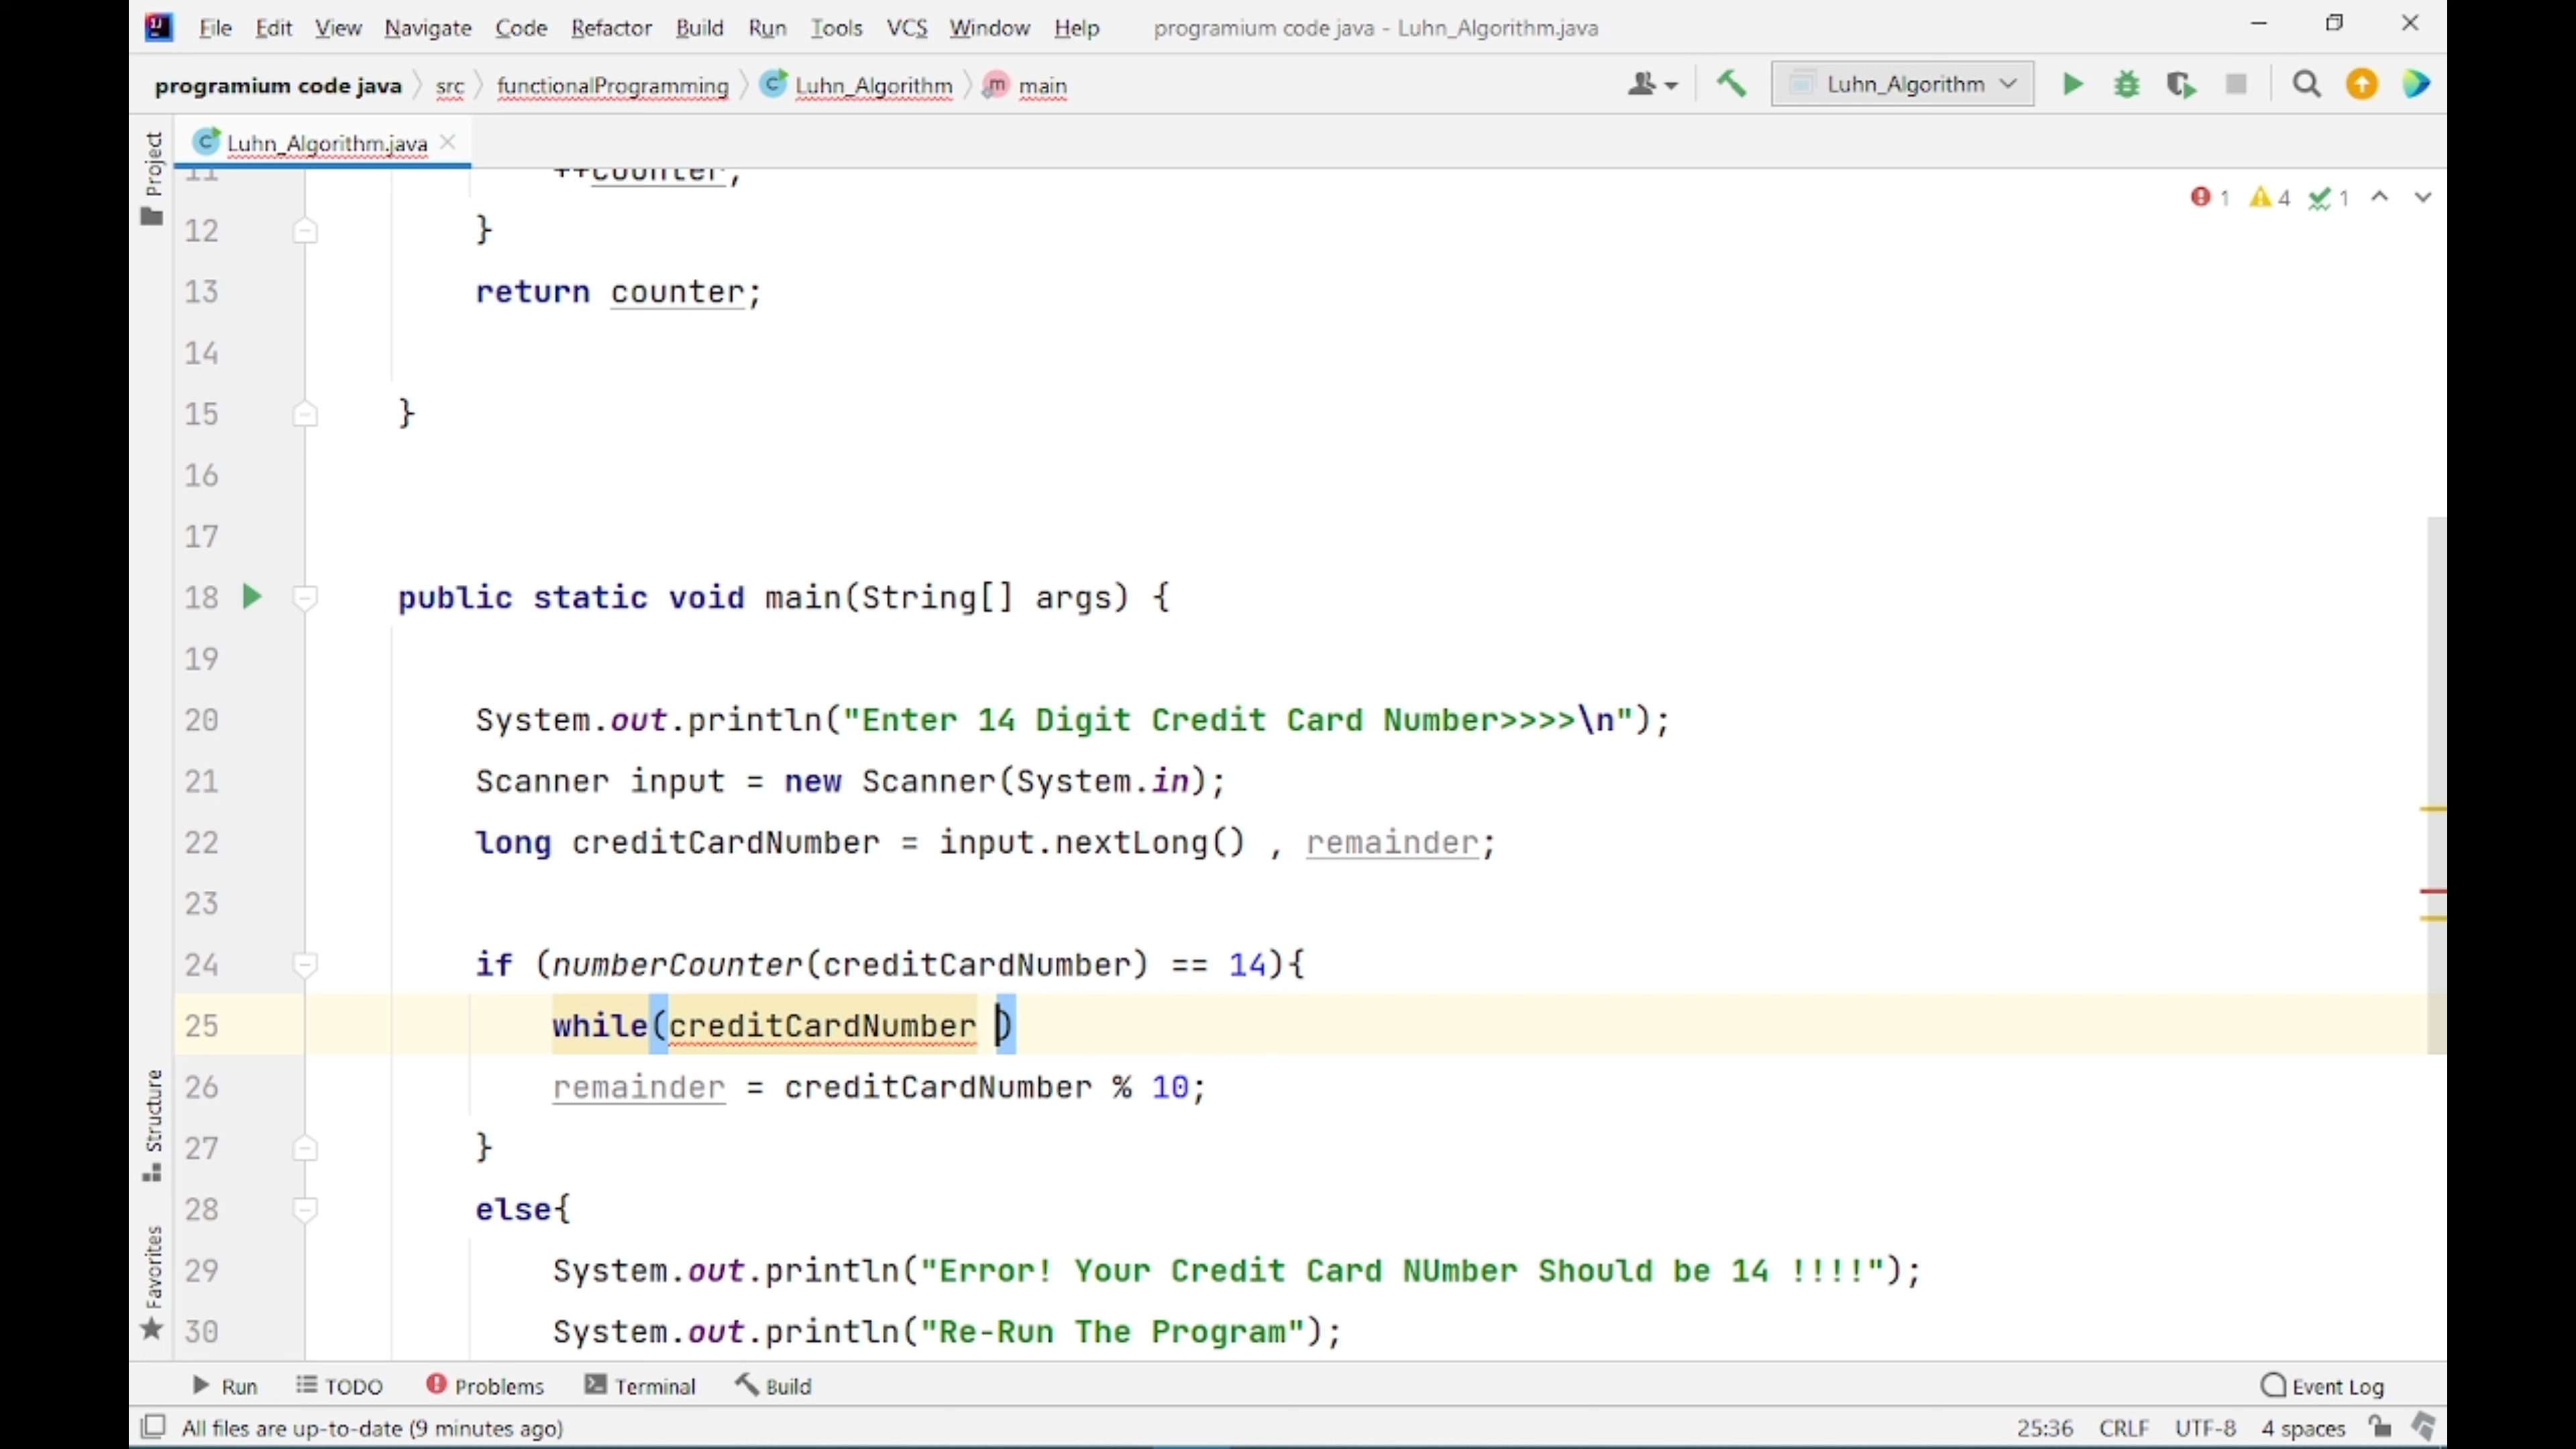 File Edit View Navigate Code Refactor Build Run Tools VCS Window Help programium code java - Luhn_Algorithm.java
programium code java src functionalProgramming Luhn_Algorithm main Luhn_Algorithm
Luhn_Algorithm.java
Project
1 4 1
11 ++counter;
12 }
13 return counter;
14
15 }
16
17
18 public static void main(String[] args) {
19
20 System.out.println("Enter 14 Digit Credit Card Number>>>>\n");
21 Scanner input = new Scanner(System.in);
22 long creditCardNumber = input.nextLong() , remainder;
23
24 if (numberCounter(creditCardNumber) == 14){
25 while(creditCardNumber )
26 remainder = creditCardNumber % 10;
27 }
28 else{
29 System.out.println("Error! Your Credit Card NUmber Should be 14 !!!!");
30 System.out.println("Re-Run The Program");
Structure
Favorites
Run TODO Problems Terminal Build Event Log
All files are up-to-date (9 minutes ago) 25:36 CRLF UTF-8 4 spaces